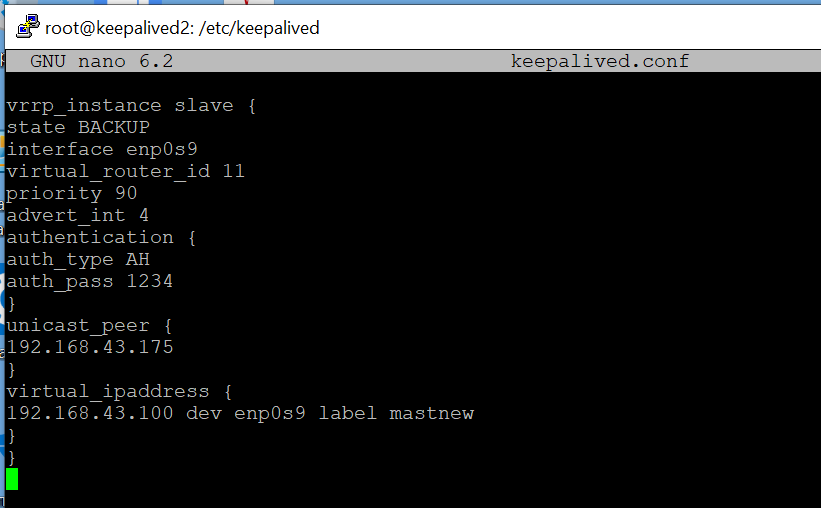 root@keepalived2: /etc/keepalived
GNU nano 6.2 keepalived.conf
vrrp_instance slave {
state BACKUP
interface enp0s9
virtual_router_id 11
priority 90
advert_int 4
authentication {
auth_type AH
auth_pass 1234
}
unicast_peer {
192.168.43.175
}
virtual_ipaddress {
192.168.43.100 dev enp0s9 label mastnew
}
}